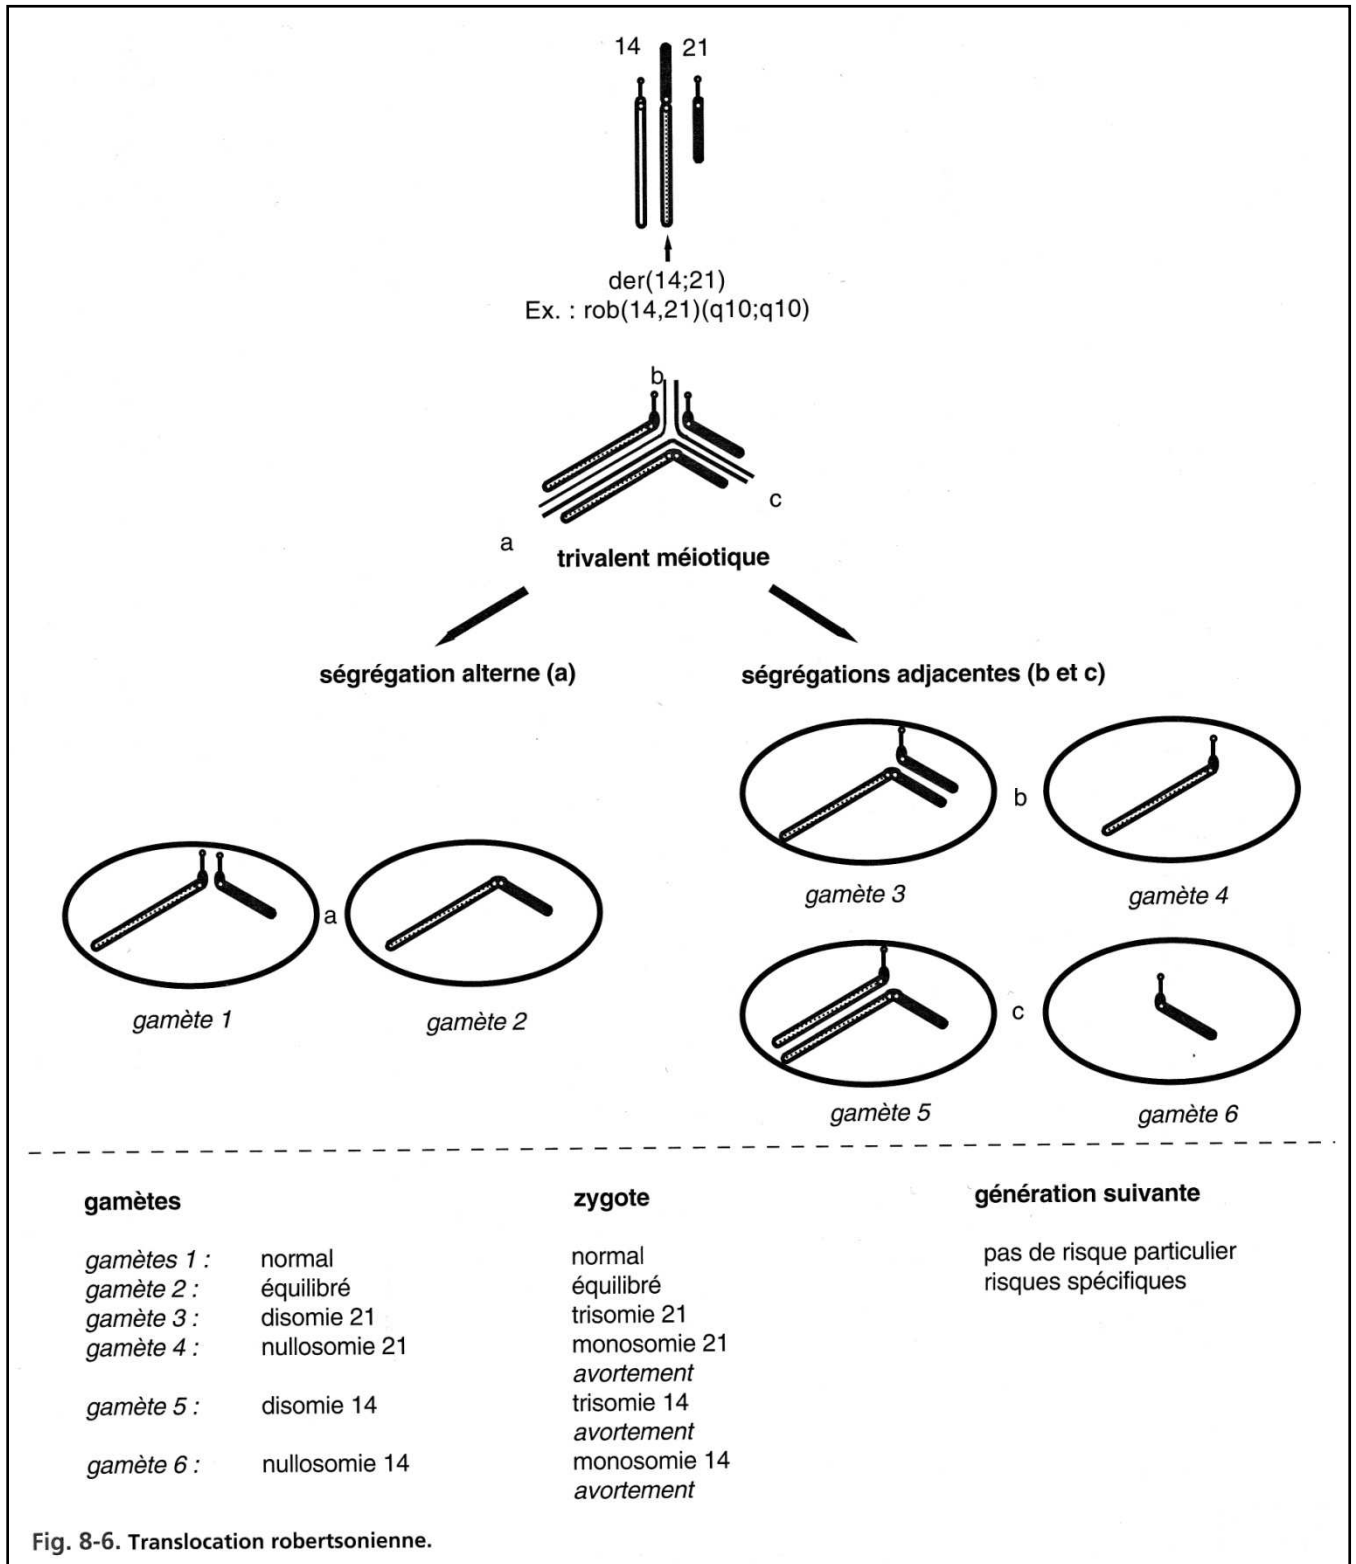 14 21
der(14;21)
Ex. : rob(14,21)(q10;q10)
b
c
a
trivalent méiotique
ségrégation alterne (a)
ségrégations adjacentes (b et c)
b
gamète 3
gamète 4
a
gamète 1
gamète 2
c
gamète 5
gamète 6
gamètes zygote génération suivante
gamètes 1 : normal normal pas de risque particulier
gamète 2 : équilibré équilibré risques spécifiques
gamète 3 : disomie 21 trisomie 21
gamète 4 : nullosomie 21 monosomie 21
avortement
gamète 5 : disomie 14 trisomie 14
avortement
gamète 6 : nullosomie 14 monosomie 14
avortement
Fig. 8-6. Translocation robertsonienne.